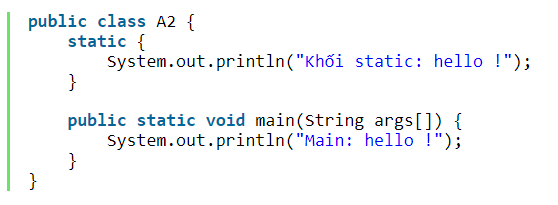 public class A2 {
    static {
        System.out.println("Khối static: hello !");
    }

    public static void main(String args[]) {
        System.out.println("Main: hello !");
    }
}